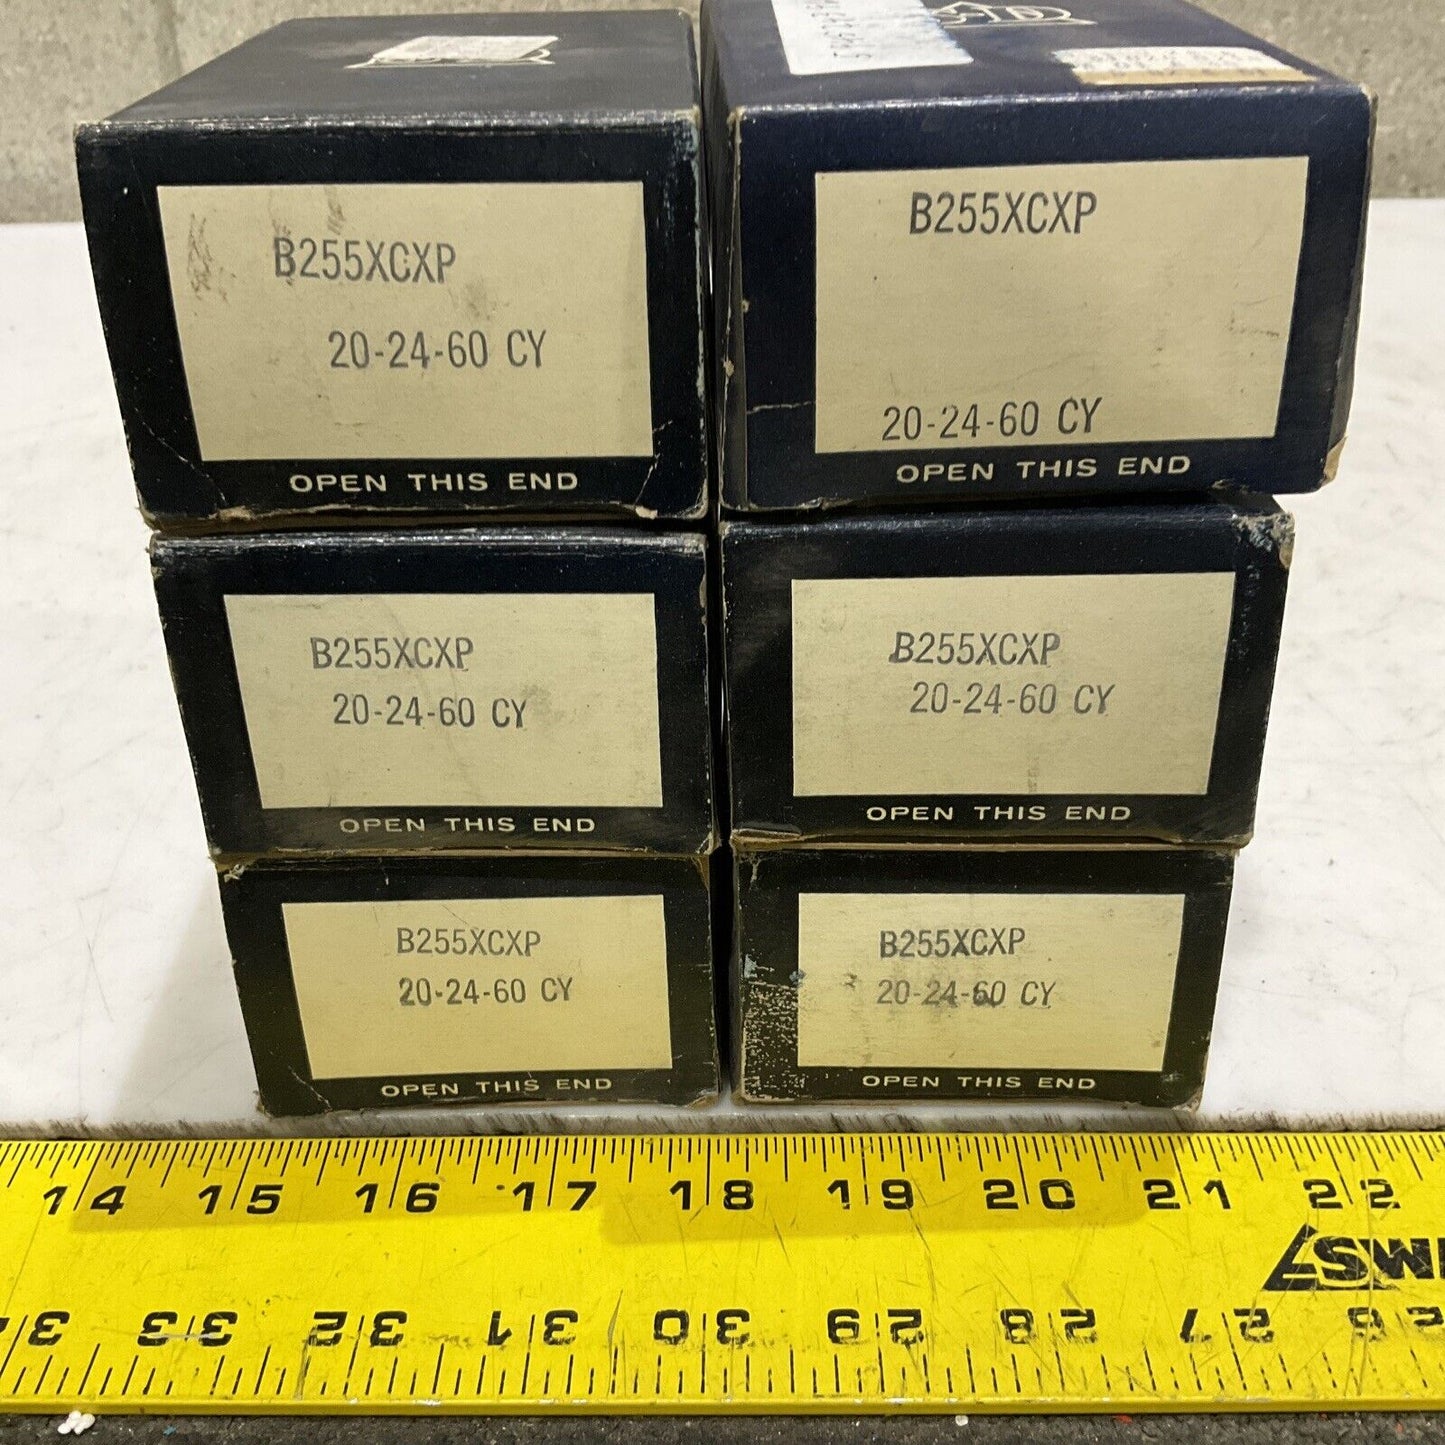 B255XCXP
20-24-60 CY
OPEN THIS END
B255XCXP
20-24-60 CY
OPEN THIS END
B255XCXP
20-24-60 CY
OPEN THIS END
B255XCXP
20-24-60 CY
OPEN THIS END
B255XCXP
20-24-60 CY
OPEN THIS END
B255XCXP
20-24-60 CY
OPEN THIS END
14 15 16 17 18 19 20 21 22
33 32 31 30 29 28 27